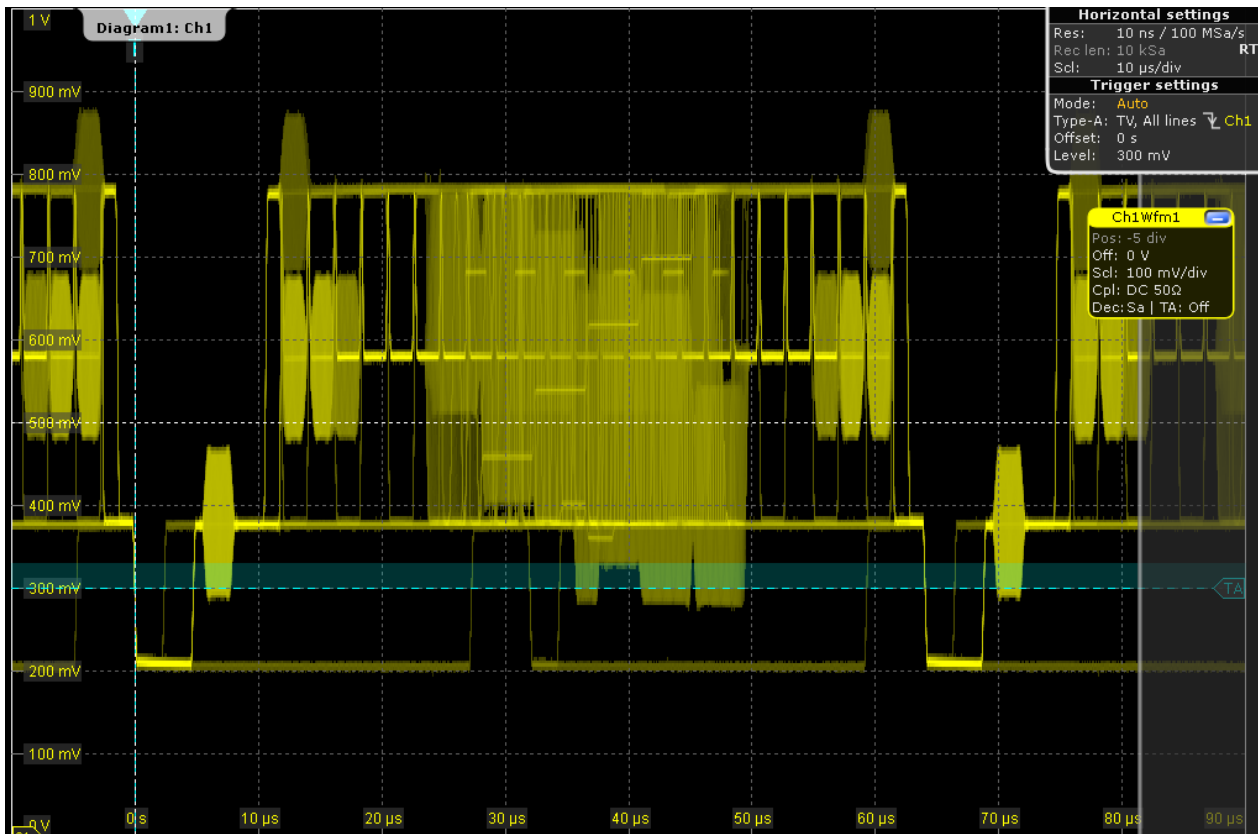 Diagram1: Ch1
1 V
900 mV
800 mV
700 mV
600 mV
500 mV
400 mV
300 mV
200 mV
100 mV
0 V
0 s
10 µs
20 µs
30 µs
40 µs
50 µs
60 µs
70 µs
80 µs
90 µs
Horizontal settings
Res: 10 ns / 100 MSa/s
Rec len: 10 kSa RT
Scl: 10 µs/div
Trigger settings
Mode: Auto
Type-A: TV, All lines Ch1
Offset: 0 s
Level: 300 mV
Ch1Wfm1
Pos: -5 div
Off: 0 V
Scl: 100 mV/div
Cpl: DC 50Ω
Dec: Sa | TA: Off
TA